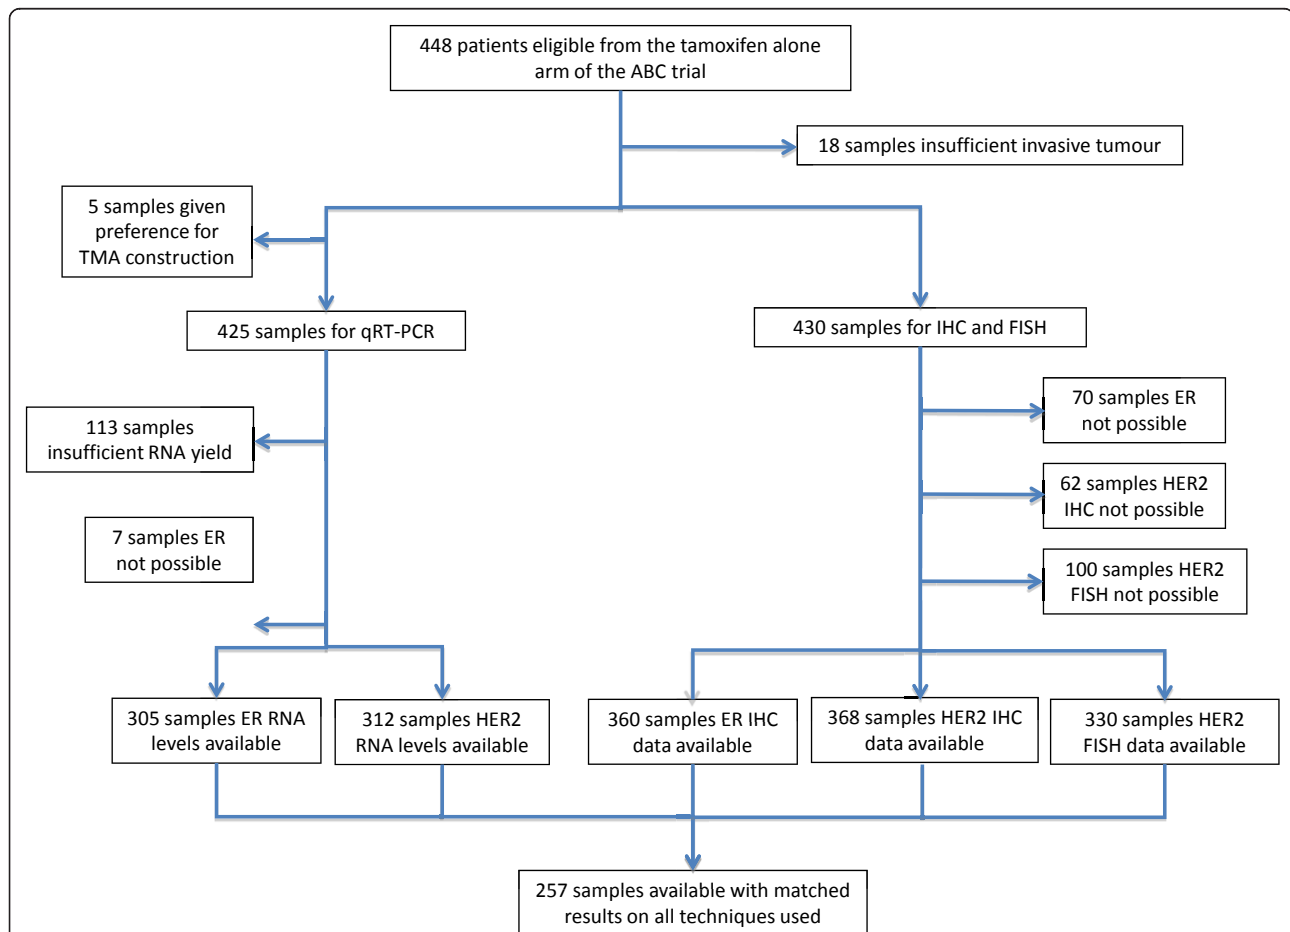 448 patients eligible from the tamoxifen alone
arm of the ABC trial
18 samples insufficient invasive tumour
5 samples given
preference for
TMA construction
425 samples for qRT-PCR
430 samples for IHC and FISH
113 samples
insufficient RNA yield
7 samples ER
not possible
70 samples ER
not possible
62 samples HER2
IHC not possible
100 samples HER2
FISH not possible
305 samples ER RNA
levels available
312 samples HER2
RNA levels available
360 samples ER IHC
data available
368 samples HER2 IHC
data available
330 samples HER2
FISH data available
257 samples available with matched
results on all techniques used